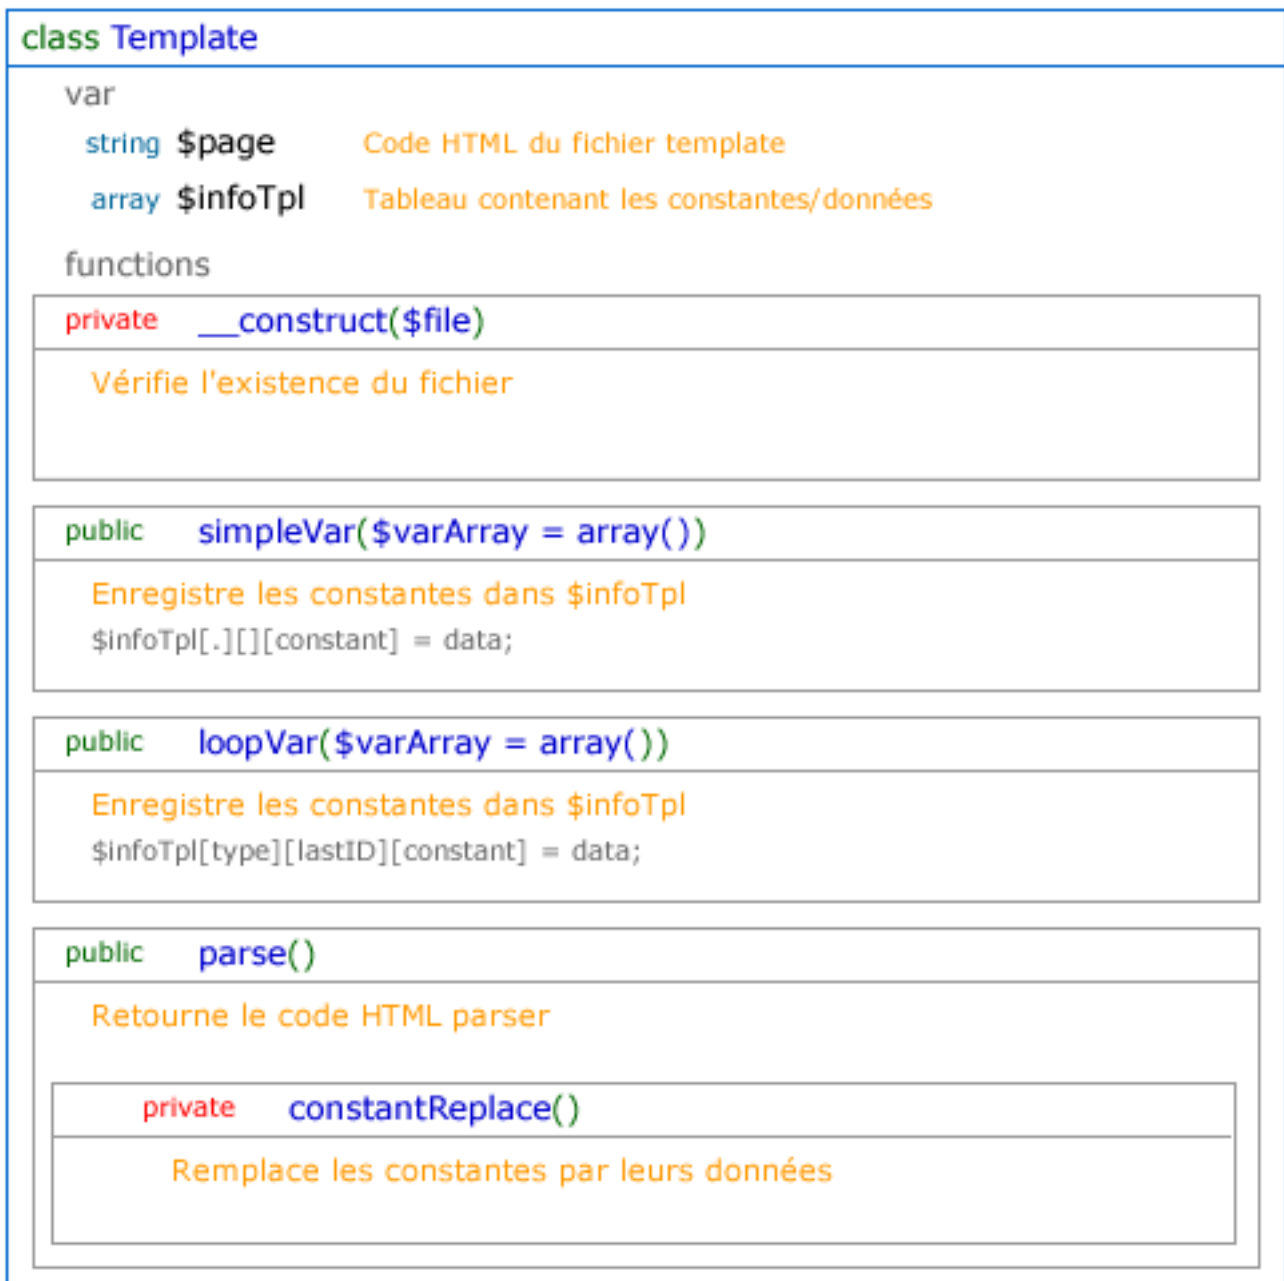 class Template
var
string $page Code HTML du fichier template
array $infoTpl Tableau contenant les constantes/données
functions
private __construct($file)
Vérifie l'existence du fichier
public simpleVar($varArray = array())
Enregistre les constantes dans $infoTpl
$infoTpl[.][][constant] = data;
public loopVar($varArray = array())
Enregistre les constantes dans $infoTpl
$infoTpl[type][lastID][constant] = data;
public parse()
Retourne le code HTML parser
private constantReplace()
Remplace les constantes par leurs données